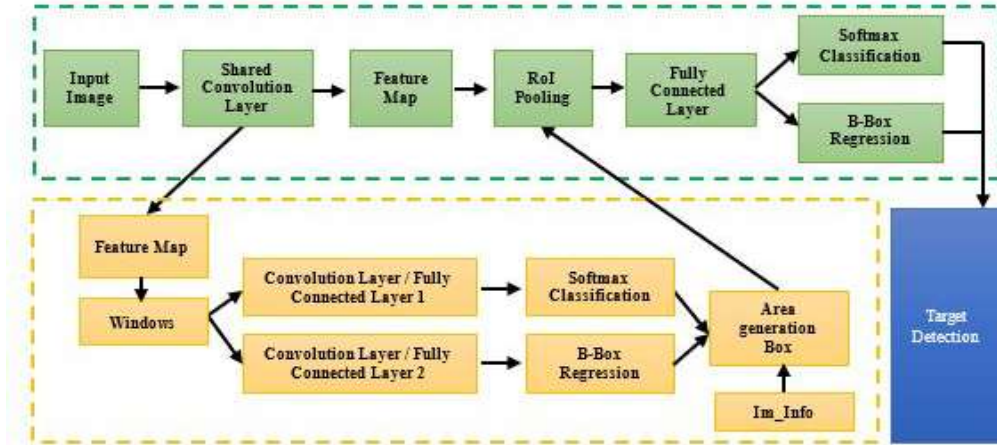 Input
Image
Shared
Convolution
Layer
Feature
Map
RoI
Pooling
Fully
Connected
Layer
Softmax
Classification
B-Box
Regression
Feature Map
Windows
Convolution Layer / Fully
Connected Layer 1
Convolution Layer / Fully
Connected Layer 2
Softmax
Classification
B-Box
Regression
Area
generation
Box
Im_Info
Target
Detection